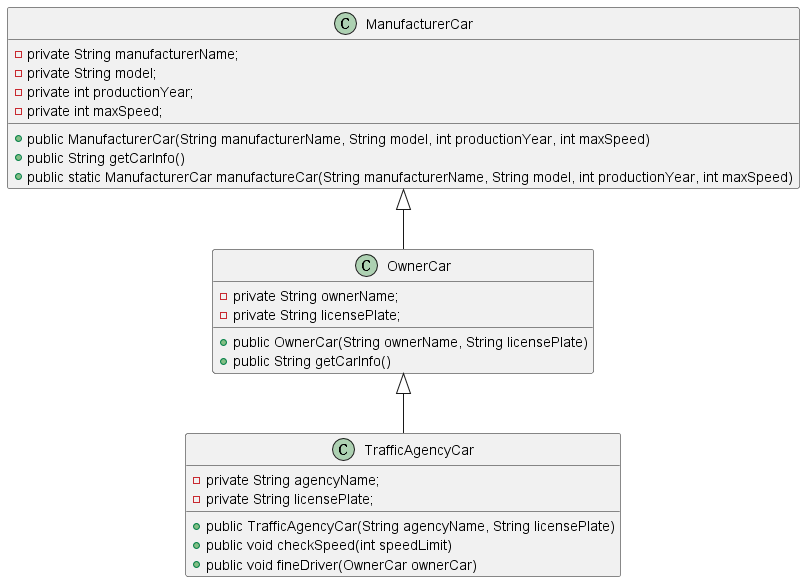 C ManufacturerCar
private String manufacturerName;
private String model;
private int productionYear;
private int maxSpeed;
public ManufacturerCar(String manufacturerName, String model, int productionYear, int maxSpeed)
public String getCarInfo()
public static ManufacturerCar manufactureCar(String manufacturerName, String model, int productionYear, int maxSpeed)
C OwnerCar
private String ownerName;
private String licensePlate;
public OwnerCar(String ownerName, String licensePlate)
public String getCarInfo()
C TrafficAgencyCar
private String agencyName;
private String licensePlate;
public TrafficAgencyCar(String agencyName, String licensePlate)
public void checkSpeed(int speedLimit)
public void fineDriver(OwnerCar ownerCar)